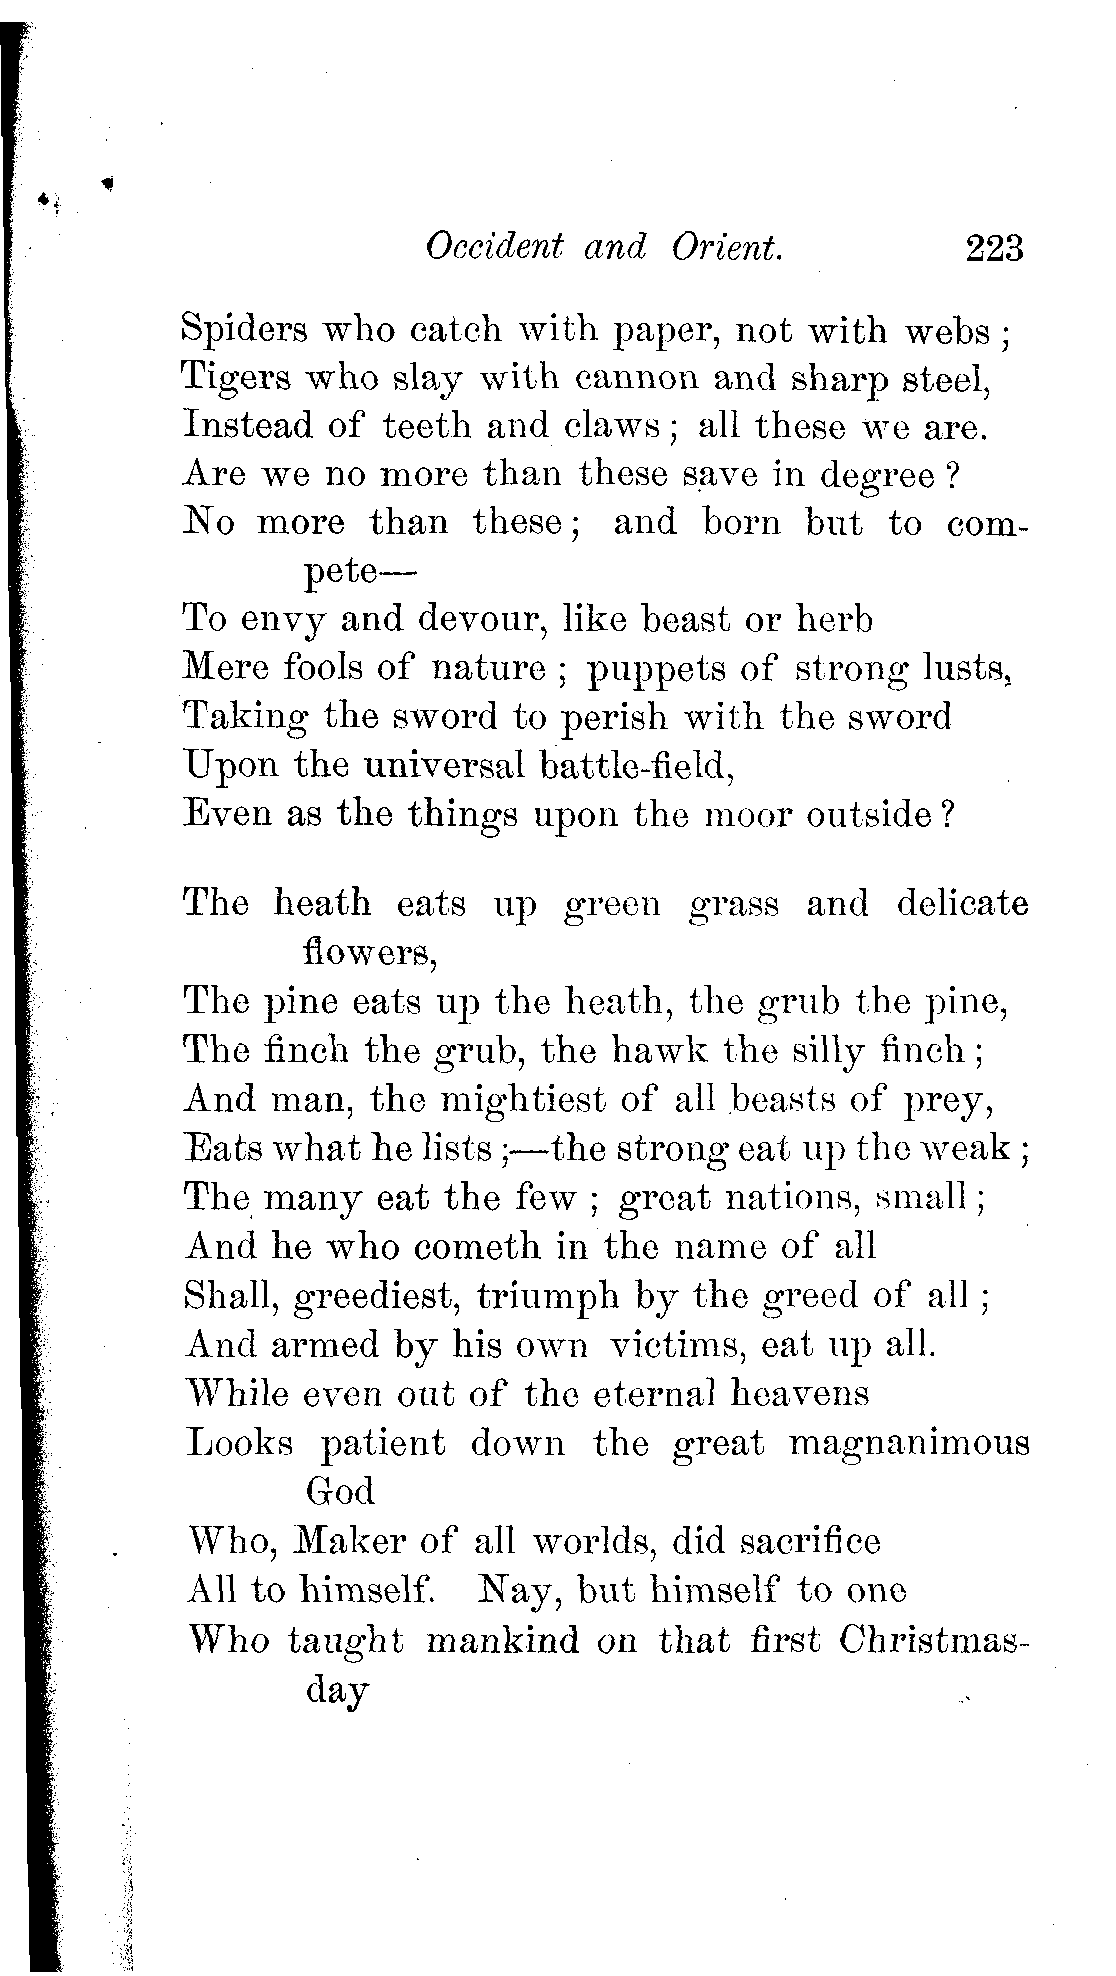 Occident and Orient. 223
Spiders who catch with paper, not with webs ;
Tigers who slay with cannon and sharp steel,
Instead of teeth and claws ; all these we are.
Are we no more than these save in degree ?
No more than these ; and born but to com-
pete—
To envy and devour, like beast or herb
Mere fools of nature ; puppets of strong lusts,
Taking the sword to perish with the sword
Upon the universal battle-field,
Even as the things upon the moor outside ?
The heath eats up green grass and delicate
flowers,
The pine eats up the heath, the grub the pine,
The finch the grub, the hawk the silly finch ;
And man, the mightiest of all beasts of prey,
Eats what he lists ;—the strong eat up the weak ;
The many eat the few ; great nations, small ;
And he who cometh in the name of all
Shall, greediest, triumph by the greed of all ;
And armed by his own victims, eat up all.
While even out of the eternal heavens
Looks patient down the great magnanimous
God
Who, Maker of all worlds, did sacrifice
All to himself. Nay, but himself to one
Who taught mankind on that first Christmas-
day